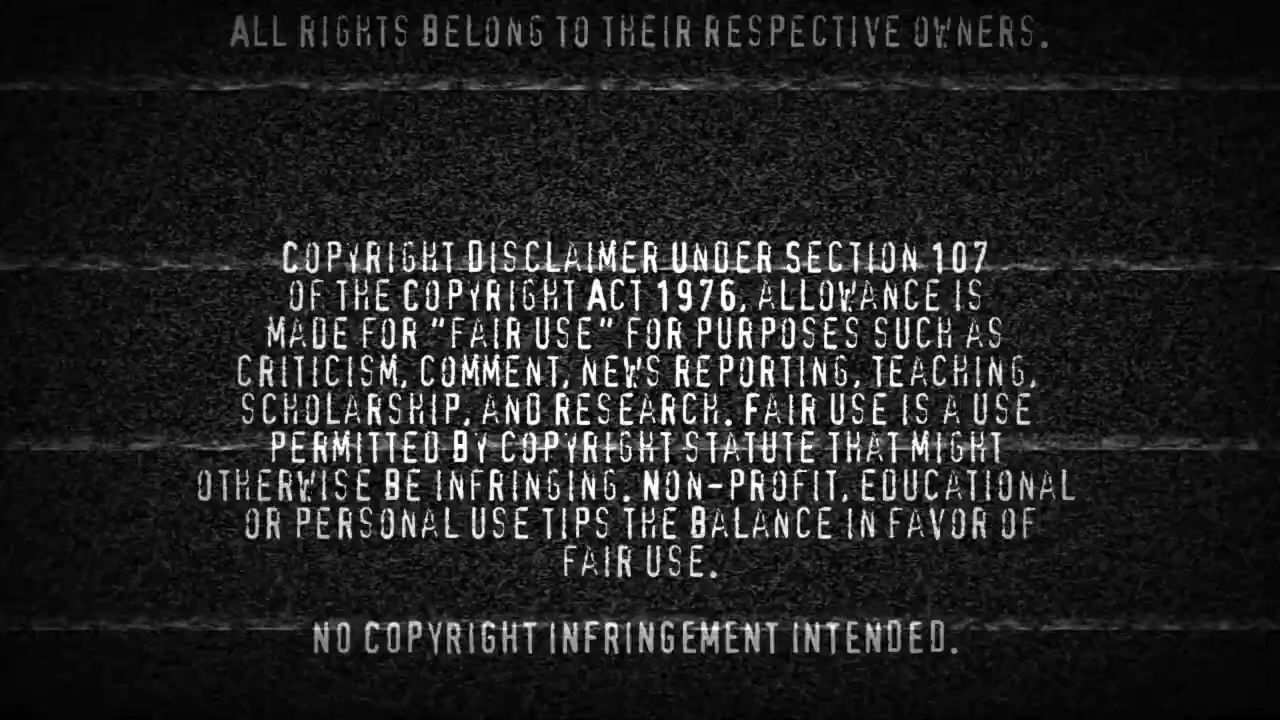 ALL RIGHTS BELONG TO THEIR RESPECTIVE OWNERS.
COPYRIGHT DISCLAIMER UNDER SECTION 107
OF THE COPYRIGHT ACT 1976, ALLOWANCE IS
MADE FOR "FAIR USE" FOR PURPOSES SUCH AS
CRITICISM, COMMENT, NEWS REPORTING, TEACHING,
SCHOLARSHIP, AND RESEARCH. FAIR USE IS A USE
PERMITTED BY COPYRIGHT STATUTE THAT MIGHT
OTHERWISE BE INFRINGING. NON-PROFIT, EDUCATIONAL
OR PERSONAL USE TIPS THE BALANCE IN FAVOR OF
FAIR USE.
NO COPYRIGHT INFRINGEMENT INTENDED.